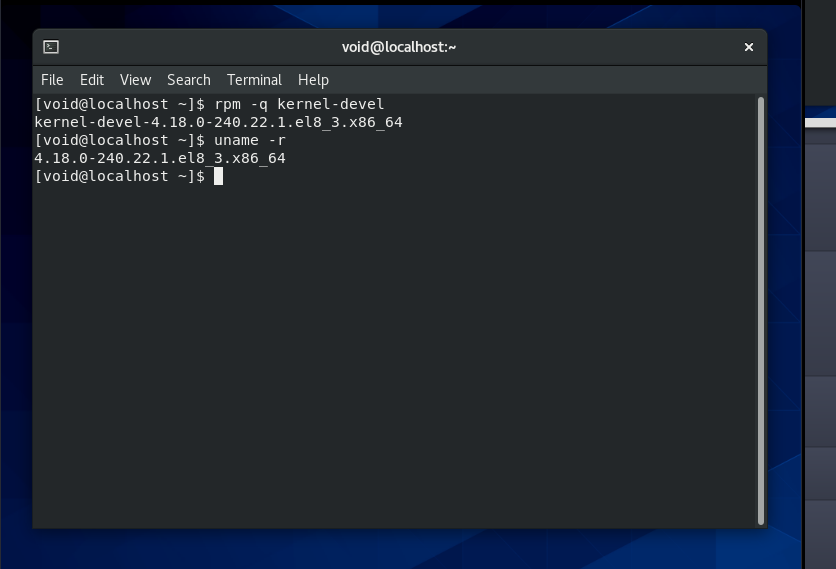 void@localhost:~
File Edit View Search Terminal Help
[void@localhost ~]$ rpm -q kernel-devel
kernel-devel-4.18.0-240.22.1.el8_3.x86_64
[void@localhost ~]$ uname -r
4.18.0-240.22.1.el8_3.x86_64
[void@localhost ~]$